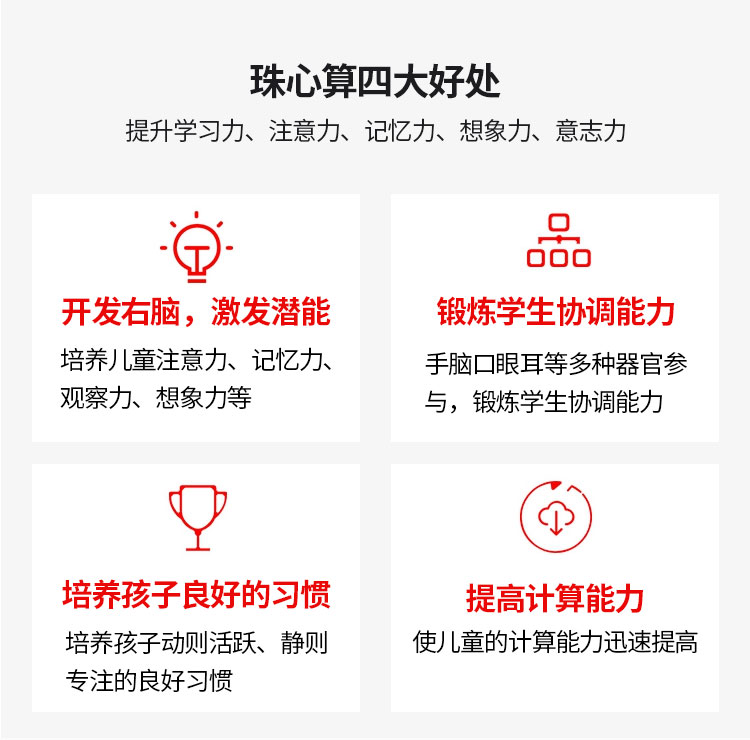 珠心算四大好处
提升学习力、注意力、记忆力、想象力、意志力
开发右脑，激发潜能
培养儿童注意力、记忆力、
观察力、想象力等
锻炼学生协调能力
手脑口眼耳等多种器官参
与，锻炼学生协调能力
培养孩子良好的习惯
培养孩子动则活跃、静则
专注的良好习惯
提高计算能力
使儿童的计算能力迅速提高